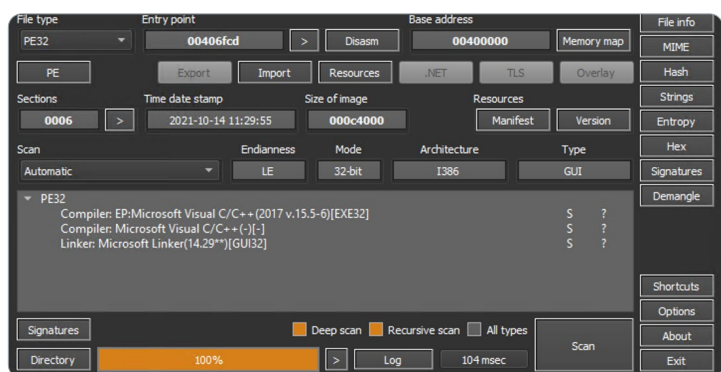 File type Entry point Base address File info
PE32 00406fcd > Disasm 00400000 Memory map MIME
PE Export Import Resources .NET TLS Overlay Hash
Sections Time date stamp Size of image Resources Strings
0006 > 2021-10-14 11:29:55 000c4000 Manifest Version Entropy
Scan Endianness Mode Architecture Type Hex
Automatic LE 32-bit I386 GUI Signatures
PE32 Demangle
Compiler: EP:Microsoft Visual C/C++(2017 v.15.5-6)[EXE32] S ?
Compiler: Microsoft Visual C/C++(-)[-] S ?
Linker: Microsoft Linker(14.29**)[GUI32] S ?
Shortcuts
Options
Signatures Deep scan Recursive scan All types Scan About
Directory 100% > Log 104 msec Exit